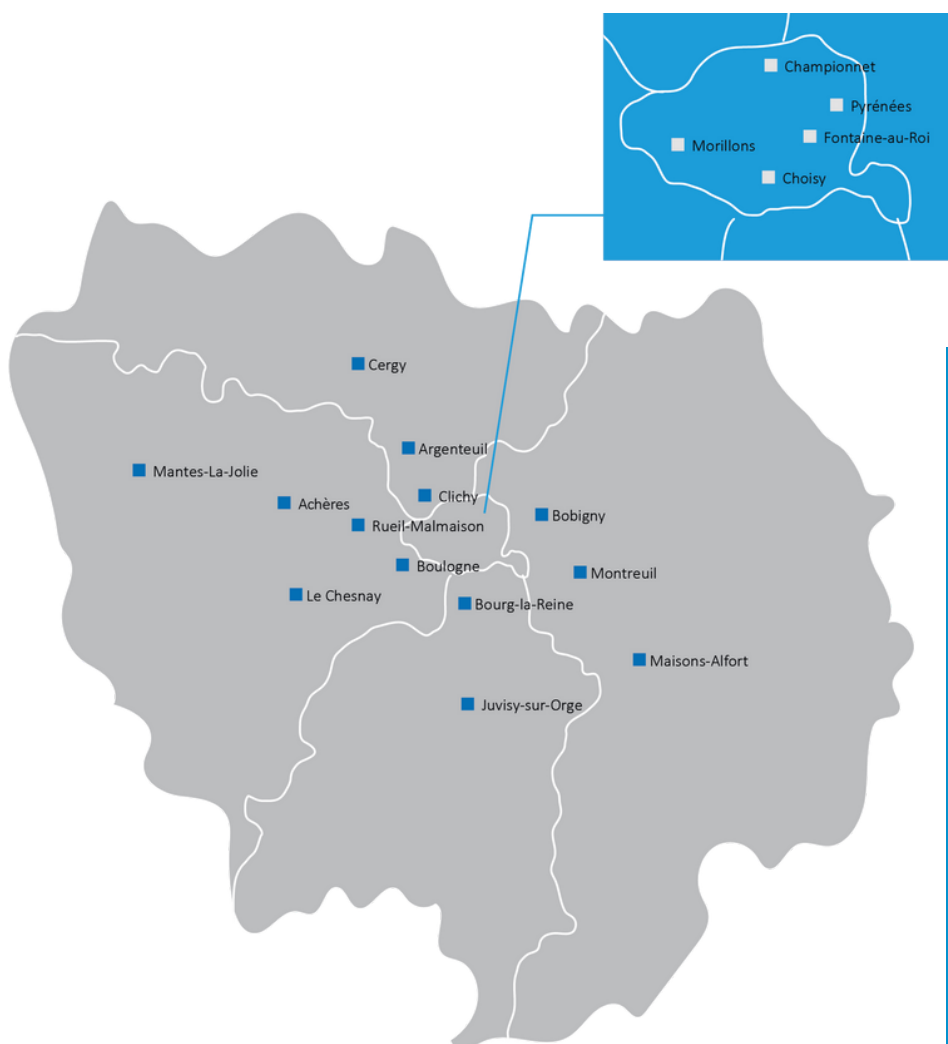 Championnet
Pyrénées
Fontaine-au-Roi
Morillons
Choisy
Cergy
Argenteuil
Mantes-La-Jolie
Clichy
Achères
Bobigny
Rueil-Malmaison
Boulogne
Montreuil
Le Chesnay
Bourg-la-Reine
Maisons-Alfort
Juvisy-sur-Orge